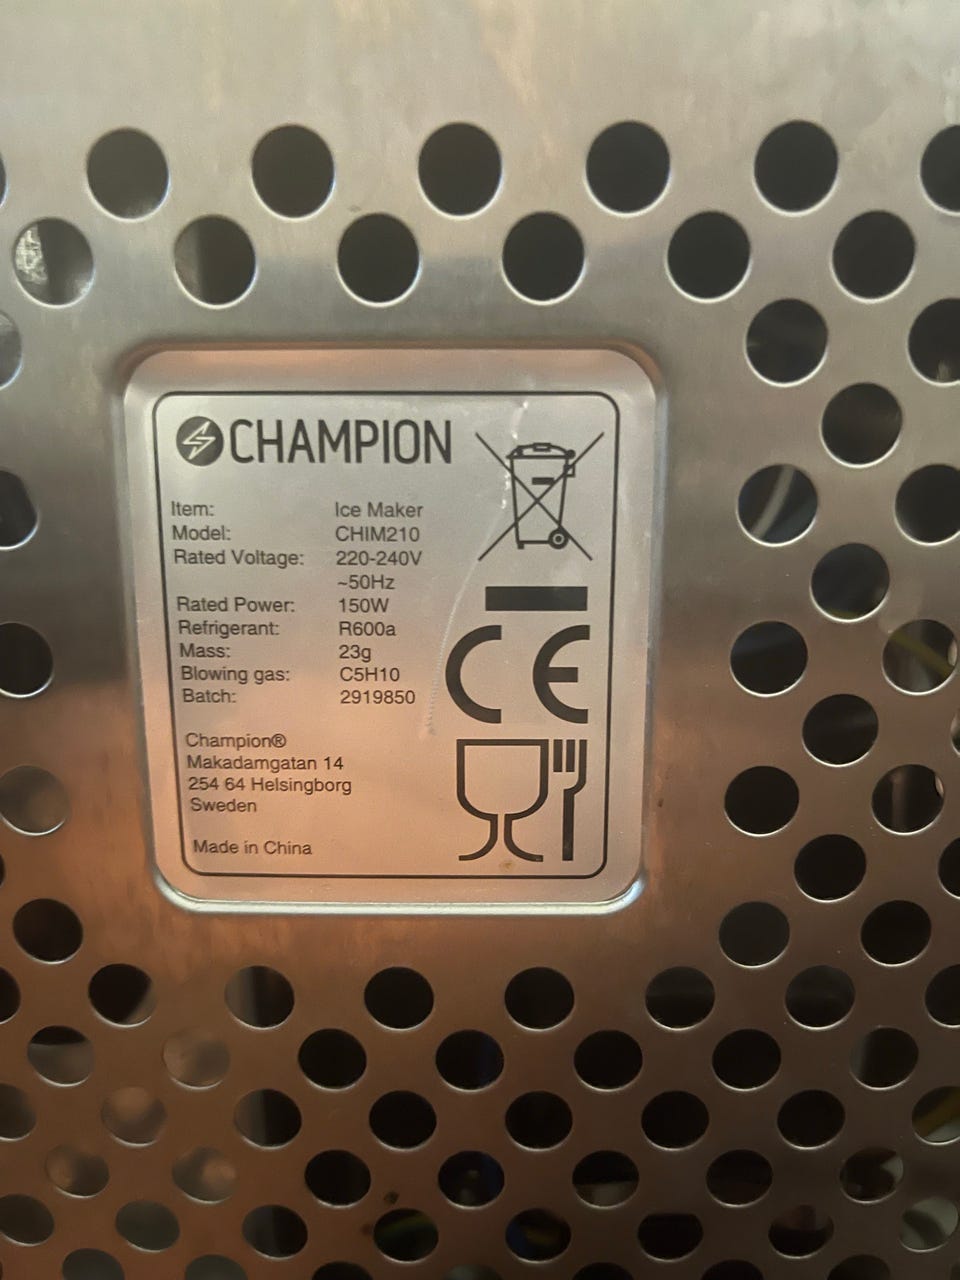 CHAMPION
Item: Ice Maker
Model: CHIM210
Rated Voltage: 220-240V
~50Hz
Rated Power: 150W
Refrigerant: R600a
Mass: 23g
Blowing gas: C5H10
Batch: 2919850
CE
Champion®
Makadamgatan 14
254 64 Helsingborg
Sweden
Made in China